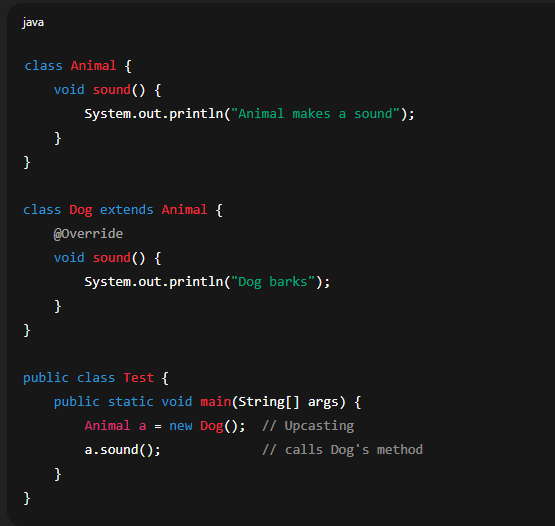 java
class Animal {
    void sound() {
        System.out.println("Animal makes a sound");
    }
}
class Dog extends Animal {
    @Override
    void sound() {
        System.out.println("Dog barks");
    }
}
public class Test {
    public static void main(String[] args) {
        Animal a = new Dog();  // Upcasting
        a.sound();             // calls Dog's method
    }
}